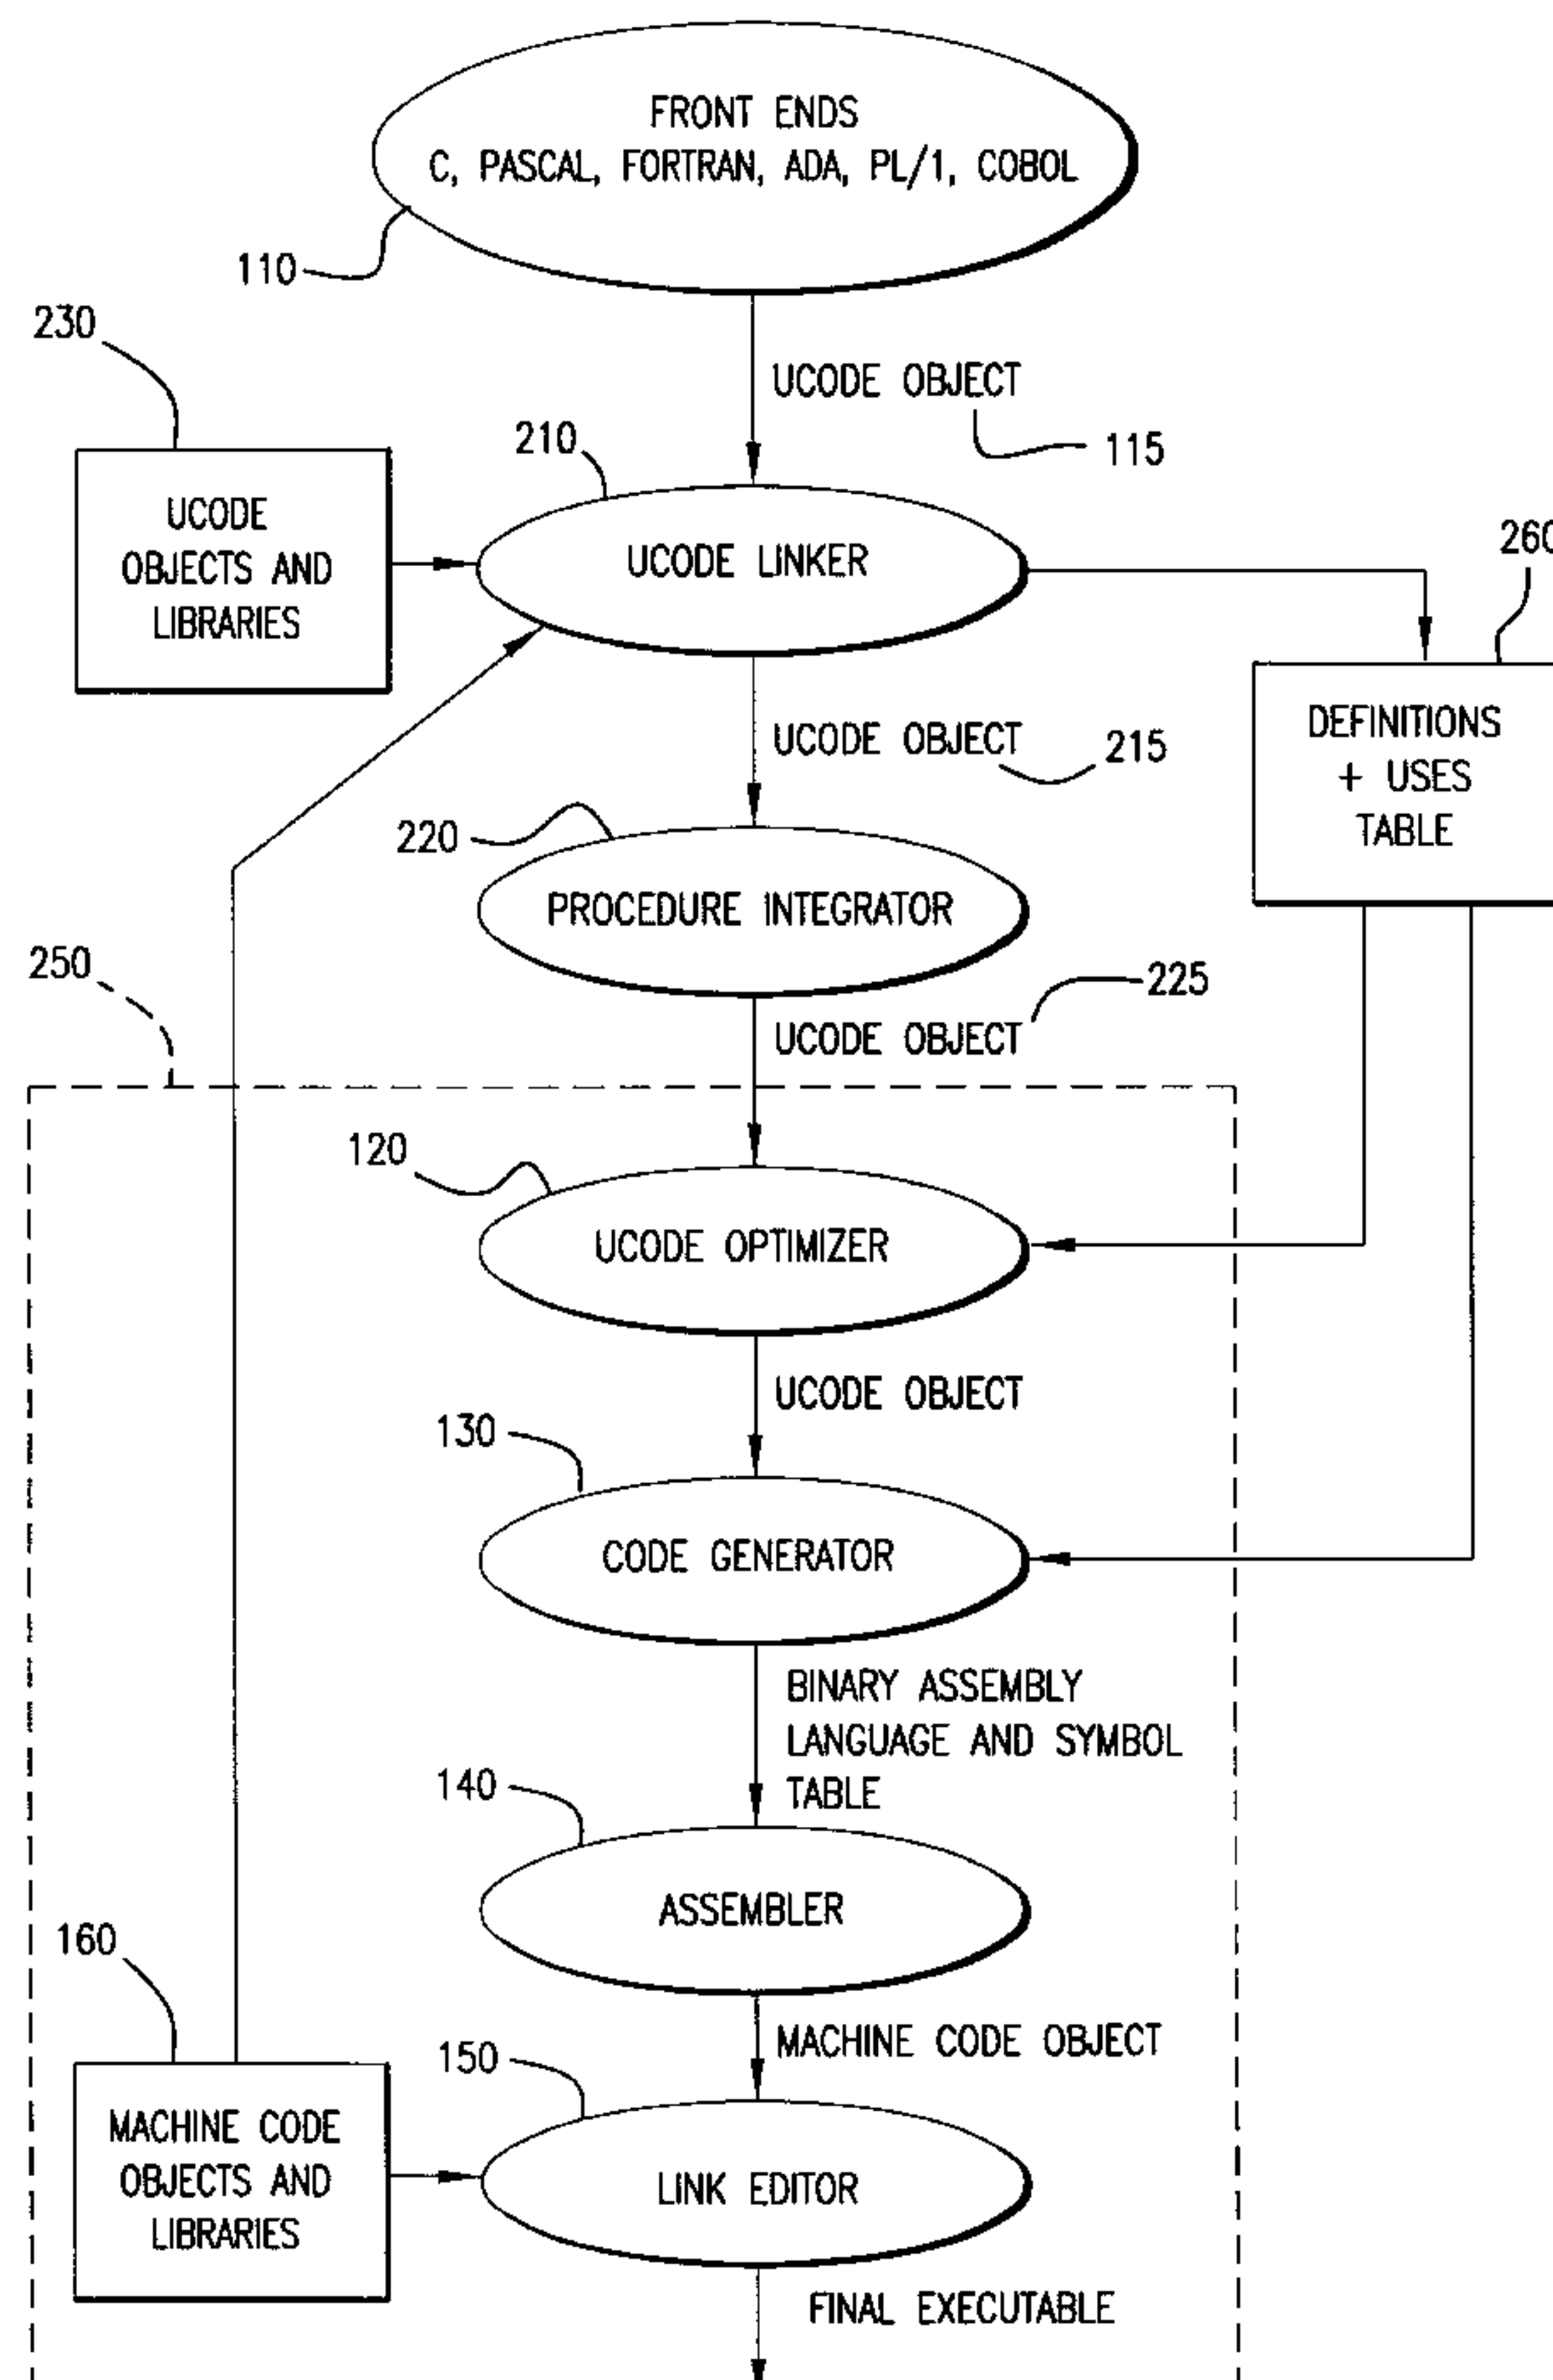 FRONT ENDS
C, PASCAL, FORTRAN, ADA, PL/1, COBOL
110
230
UCODE OBJECT
115
210
UCODE
OBJECTS AND
LIBRARIES
UCODE LINKER
260
DEFINITIONS
+ USES
TABLE
UCODE OBJECT
215
220
PROCEDURE INTEGRATOR
250
225
UCODE OBJECT
120
UCODE OPTIMIZER
UCODE OBJECT
130
CODE GENERATOR
BINARY ASSEMBLY
LANGUAGE AND SYMBOL
TABLE
140
ASSEMBLER
160
MACHINE CODE OBJECT
150
MACHINE CODE
OBJECTS AND
LIBRARIES
LINK EDITOR
FINAL EXECUTABLE